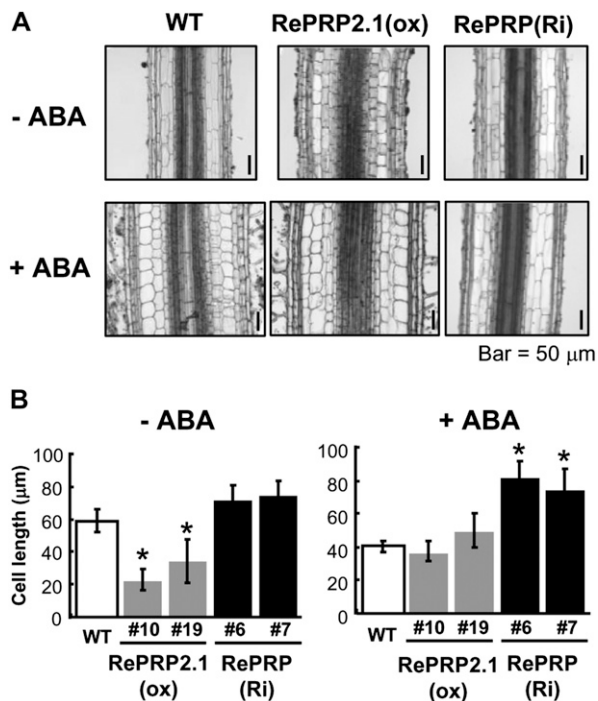 A
WT RePRP2.1(ox) RePRP(Ri)
- ABA
+ ABA
Bar = 50 μm
B
- ABA + ABA
Cell length (μm)
100
80
60
40
20
0
* *
WT #10 #19 #6 #7
RePRP2.1 (ox) RePRP (Ri)
100
80
60
40
20
0
* *
WT #10 #19 #6 #7
RePRP2.1 (ox) RePRP (Ri)